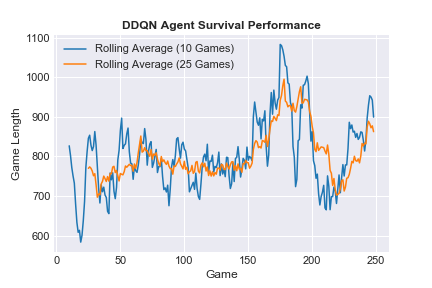 DDQN Agent Survival Performance
Rolling Average (10 Games)
Rolling Average (25 Games)
Game Length
1100
1000
900
800
700
600
0
50
100
150
200
250
Game